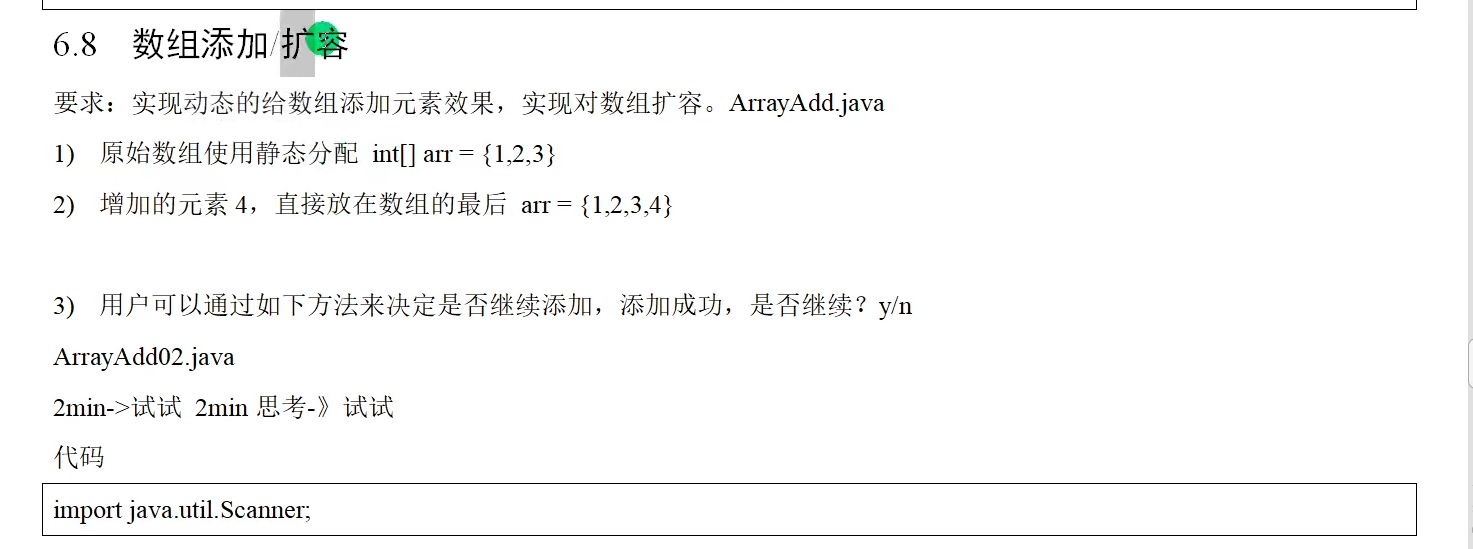 6.8 数组添加/扩容
要求：实现动态的给数组添加元素效果，实现对数组扩容。ArrayAdd.java
1) 原始数组使用静态分配 int[] arr = {1,2,3}
2) 增加的元素 4，直接放在数组的最后 arr = {1,2,3,4}
3) 用户可以通过如下方法来决定是否继续添加，添加成功，是否继续？y/n
ArrayAdd02.java
2min->试试 2min 思考-》试试
代码
import java.util.Scanner;